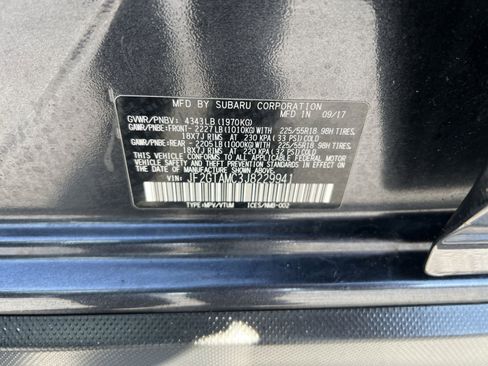 MFD BY SUBARU CORPORATION
MFD IN 09/17
GVWR/PNBV: 4343LB (1970KG)
GAWR/PNBE:FRONT- 2227LB(1010KG)WITH 225/55R18 98H TIRES,
18X7J RIMS AT 230 KPA (33 PSI) COLD
GAWR/PNBE:REAR- 2205LB(1000KG)WITH 225/55R18 98H TIRES,
18X7J RIMS AT 220 KPA (32 PSI) COLD
THIS VEHICLE CONFORMS TO ALL APPLICABLE
FEDERAL MOTOR VEHICLE SAFETY, BUMPER,
AND THEFT PREVENTION STANDARDS IN EFFECT
ON THE DATE OF MANUFACTURE SHOWN ABOVE.
JF2GTAMC3J8229941
TYPE:MPV/VTUM ICES/NMB-002